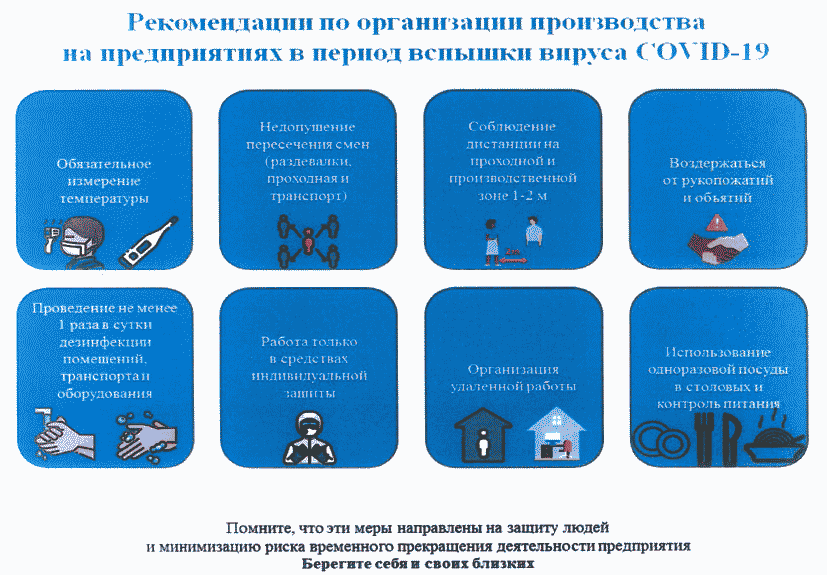 Рекомендации по организации производства
на предприятиях в период вспышки вируса COVID-19
Обязательное
измерение
температуры
Недопущение
пересечения смен
(раздевалки,
проходная и
транспорт)
Соблюдение
дистанции на
проходной и
производственной
зоне 1-2 м
Воздержаться
от рукопожатий
и объятий
Проведение не менее
1 раза в сутки
дезинфекции
помещений,
транспорта и
оборудования
Работа только
в средствах
индивидуальной
защиты
Организация
удаленной работы
Использование
одноразовой посуды
в столовых и
контроль питания
Помните, что эти меры направлены на защиту людей
и минимизацию риска временного прекращения деятельности предприятия
Берегите себя и своих близких